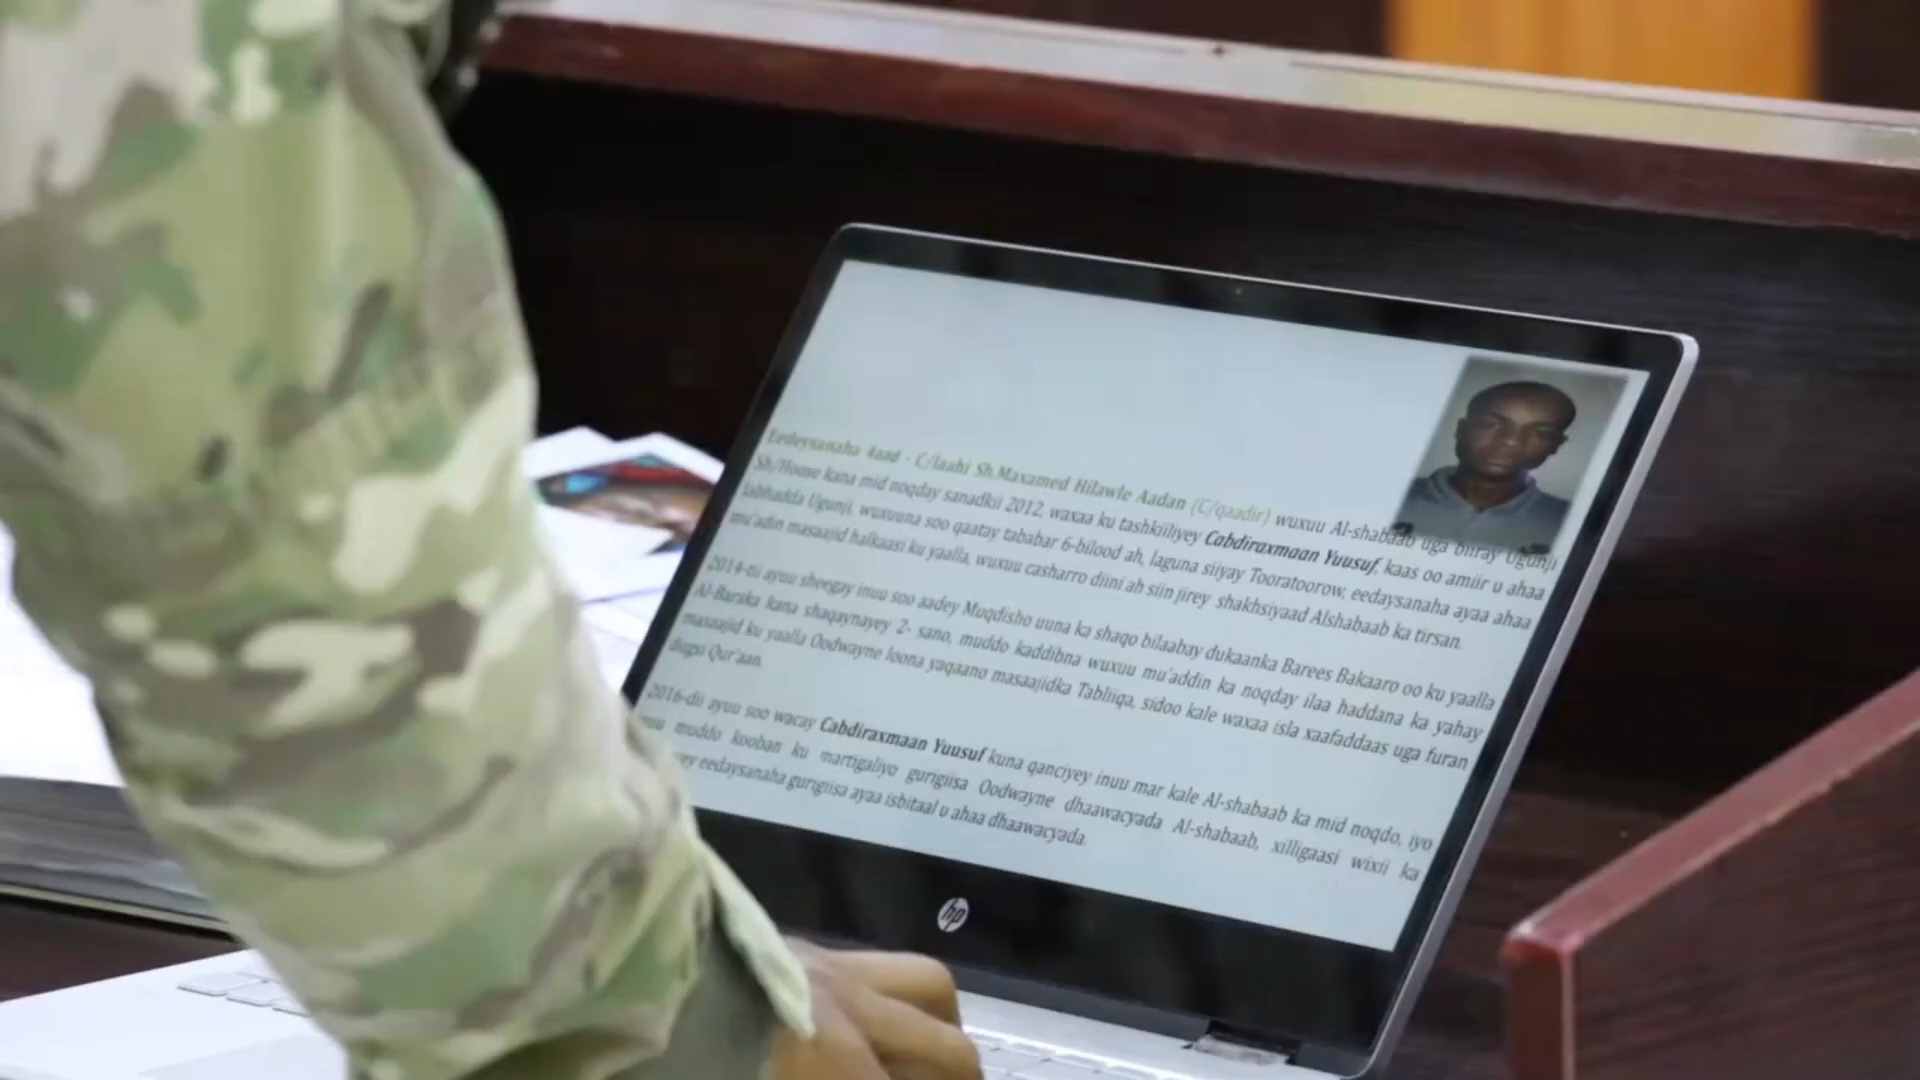 Eedeysanaha 4aad - C/laahi Sh.Maxamed Hilawle Aadan (C/qaadir) wuxuu Al-shabaab uga biiray Ugunji
Sh/Hoose kana mid noqday sanadkii 2012, waxaa ku tashkiiliyey Cabdiraxmaan Yuusuf, kaas oo amiir u ahaa
Jabhadda Ugunji, wuxuuna soo qaatay tababar 6-bilood ah, laguna siiyay Tooratoorow, eedaysanaha ayaa ahaa
mu'adin masaajid halkaasi ku yaalla, wuxuu casharro diini ah siin jirey shakhsiyaad Alshabaab ka tirsan.
2014-tii ayuu sheegay inuu soo aadey Muqdisho uuna ka shaqo bilaabay dukaanka Barees Bakaaro oo ku yaalla
Al-Baraka kana shaqaynayey 2- sano, muddo kaddibna wuxuu mu'addin ka noqday ilaa haddana ka yahay
masaajid ku yaalla Oodwayne loona yaqaano masaajidka Tabliiqa, sidoo kale waxaa isla xaafaddaas uga furan
dugsi Qur'aan.
2016-dii ayuu soo wacay Cabdiraxmaan Yuusuf kuna qanciyey inuu mar kale Al-shabaab ka mid noqdo, iyo
muddo kooban ku martigaliyo gurigiisa Oodwayne dhaawacyada Al-shabaab, xilligaasi wixii ka
eedaysanaha gurigiisa ayaa isbitaal u ahaa dhaawacyada.
hp